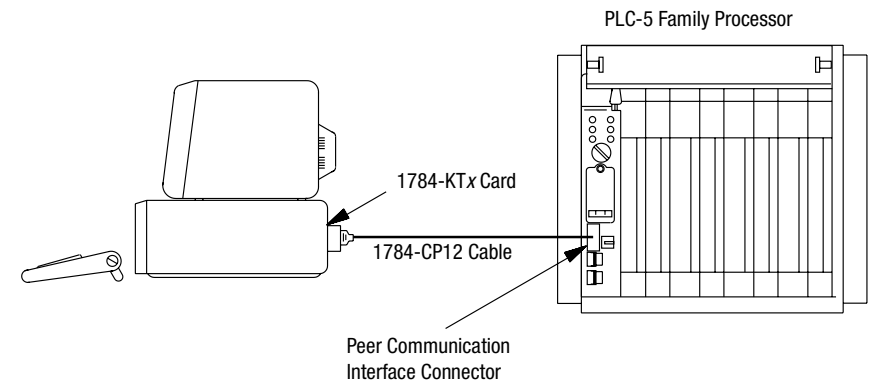 PLC-5 Family Processor
1784-KTx Card
1784-CP12 Cable
Peer Communication
Interface Connector